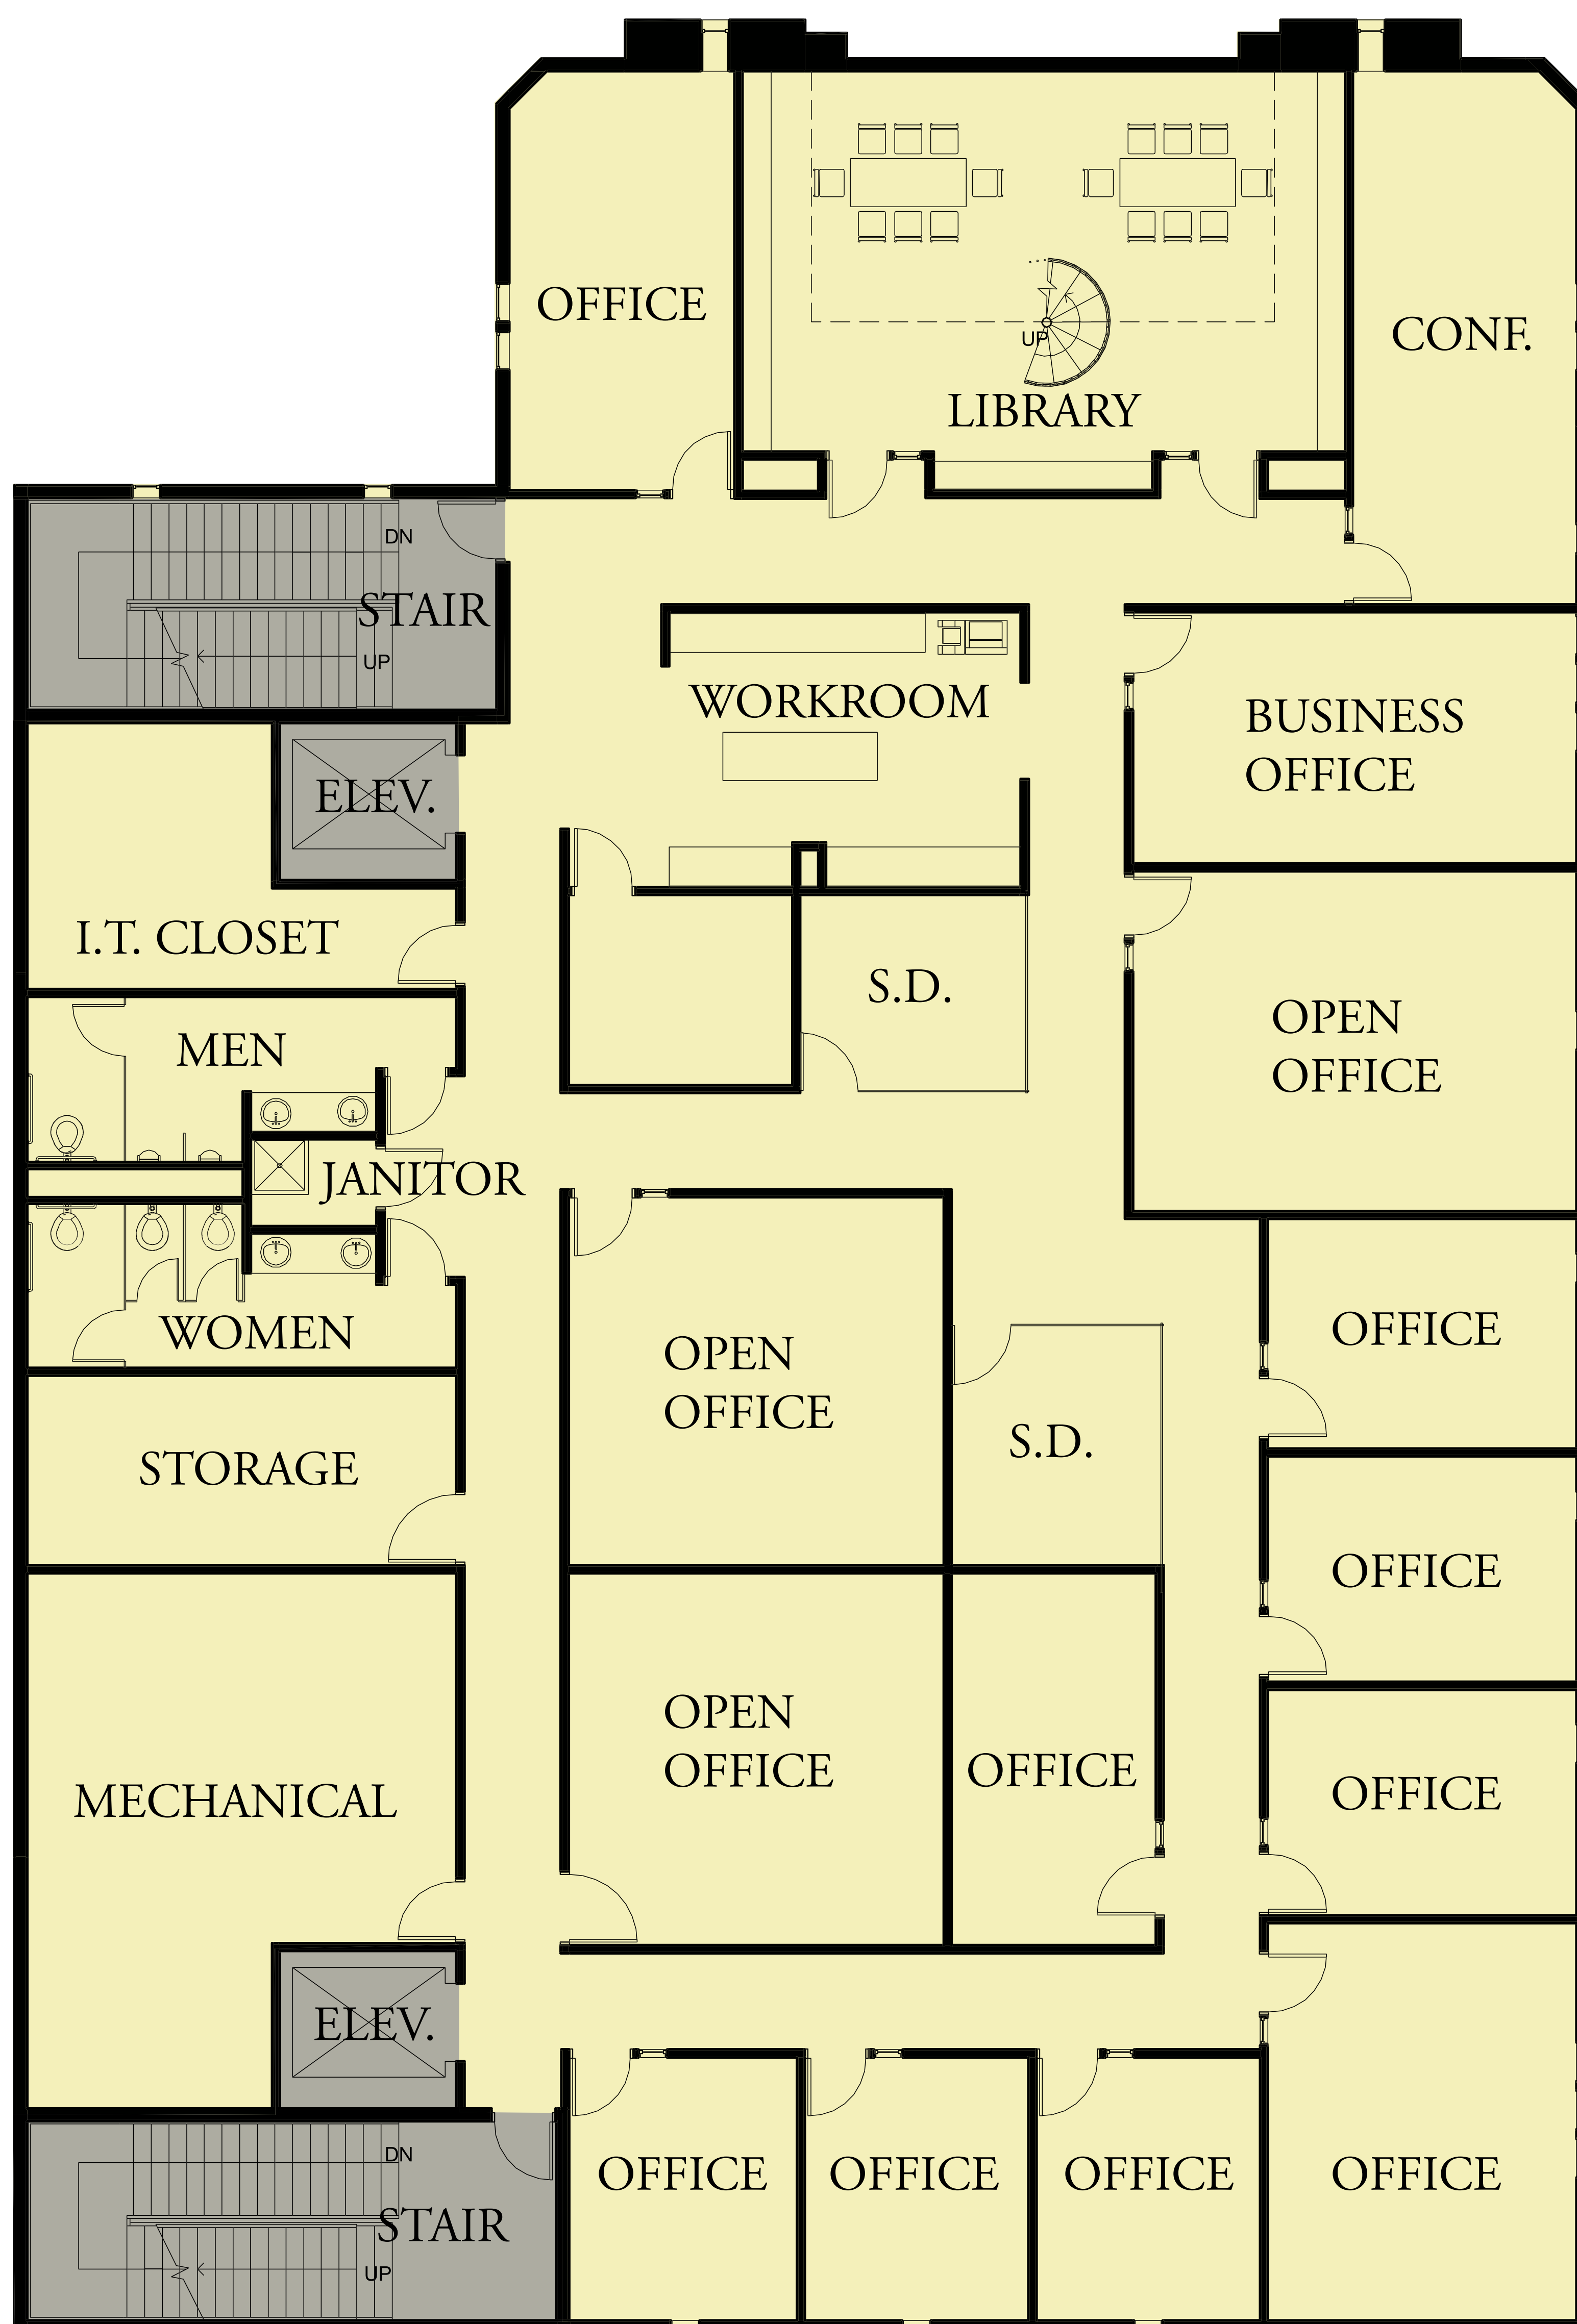 OFFICE
CONF.
UP
LIBRARY
DN
STAIR
UP
WORKROOM
BUSINESS
OFFICE
ELEV.
I.T. CLOSET
S.D.
OPEN
OFFICE
MEN
JANITOR
WOMEN
OPEN
OFFICE
OFFICE
S.D.
STORAGE
OFFICE
OPEN
OFFICE
OFFICE
OFFICE
MECHANICAL
ELEV.
DN
STAIR
UP
OFFICE
OFFICE
OFFICE
OFFICE